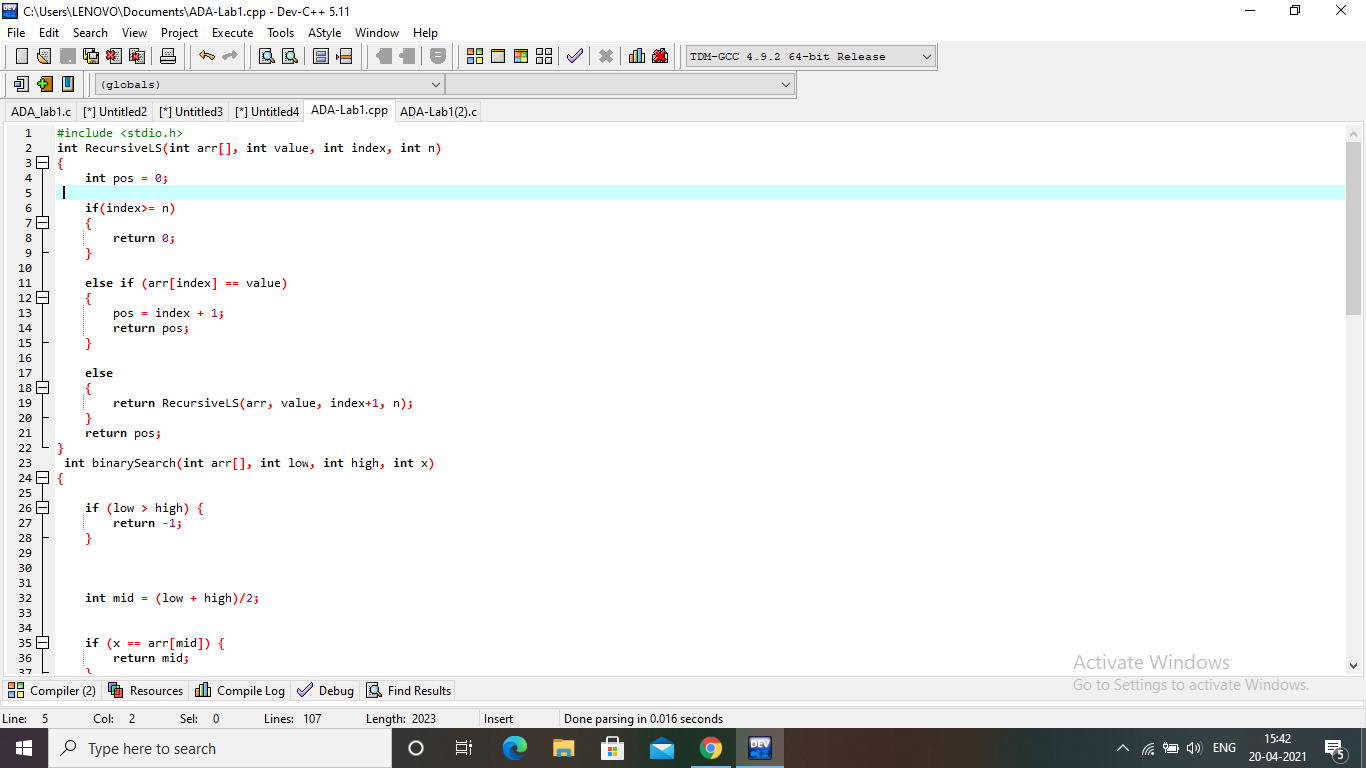 C:\Users\LENOVO\Documents\ADA-Lab1.cpp - Dev-C++ 5.11
File Edit Search View Project Execute Tools AStyle Window Help
TDM-GCC 4.9.2 64-bit Release
(globals)
ADA_lab1.c [*] Untitled2 [*] Untitled3 [*] Untitled4 ADA-Lab1.cpp ADA-Lab1(2).c
1 #include <stdio.h>
2 int RecursiveLS(int arr[], int value, int index, int n)
3 {
4 int pos = 0;
5
6 if(index>= n)
7 {
8 return 0;
9 }
10
11 else if (arr[index] == value)
12 {
13 pos = index + 1;
14 return pos;
15 }
16
17 else
18 {
19 return RecursiveLS(arr, value, index+1, n);
20 }
21 return pos;
22 }
23 int binarySearch(int arr[], int low, int high, int x)
24 {
25
26 if (low > high) {
27 return -1;
28 }
29
30
31
32 int mid = (low + high)/2;
33
34
35 if (x == arr[mid]) {
36 return mid;
37 }
Activate Windows
Go to Settings to activate Windows.
Compiler (2) Resources Compile Log Debug Find Results
Line: 5 Col: 2 Sel: 0 Lines: 107 Length: 2023 Insert Done parsing in 0.016 seconds
Type here to search
DEV
ENG
15:42
20-04-2021
5